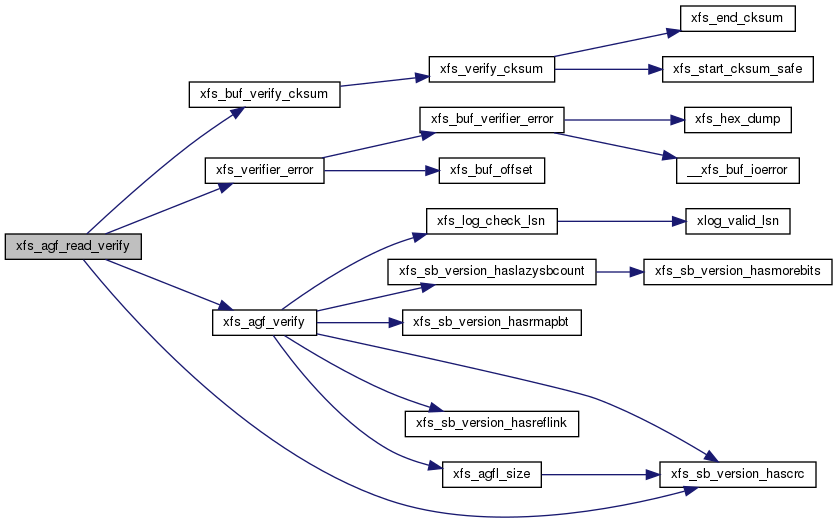 xfs_end_cksum
xfs_verify_cksum
xfs_start_cksum_safe
xfs_buf_verify_cksum
xfs_buf_verifier_error
xfs_hex_dump
xfs_verifier_error
xfs_buf_offset
__xfs_buf_ioerror
xfs_log_check_lsn
xlog_valid_lsn
xfs_agf_read_verify
xfs_sb_version_haslazysbcount
xfs_sb_version_hasmorebits
xfs_agf_verify
xfs_sb_version_hasrmapbt
xfs_sb_version_hasreflink
xfs_agfl_size
xfs_sb_version_hascrc